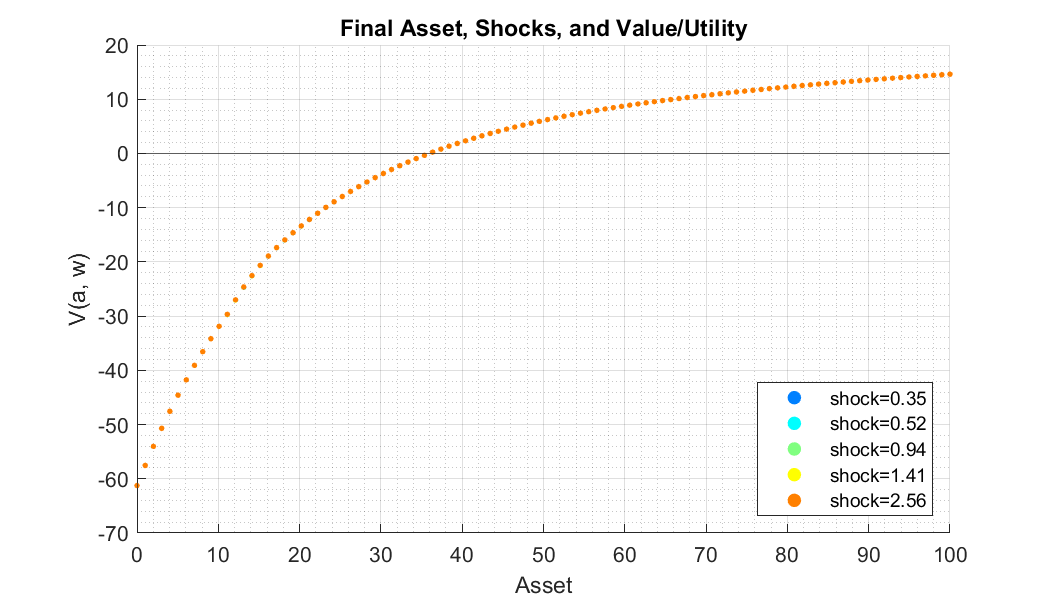 Final Asset, Shocks, and Value/Utility
20
10
0
-10
-20
-30
-40
-50
-60
-70
V(a, w)
shock=0.35
shock=0.52
shock=0.94
shock=1.41
shock=2.56
0 10 20 30 40 50 60 70 80 90 100
Asset